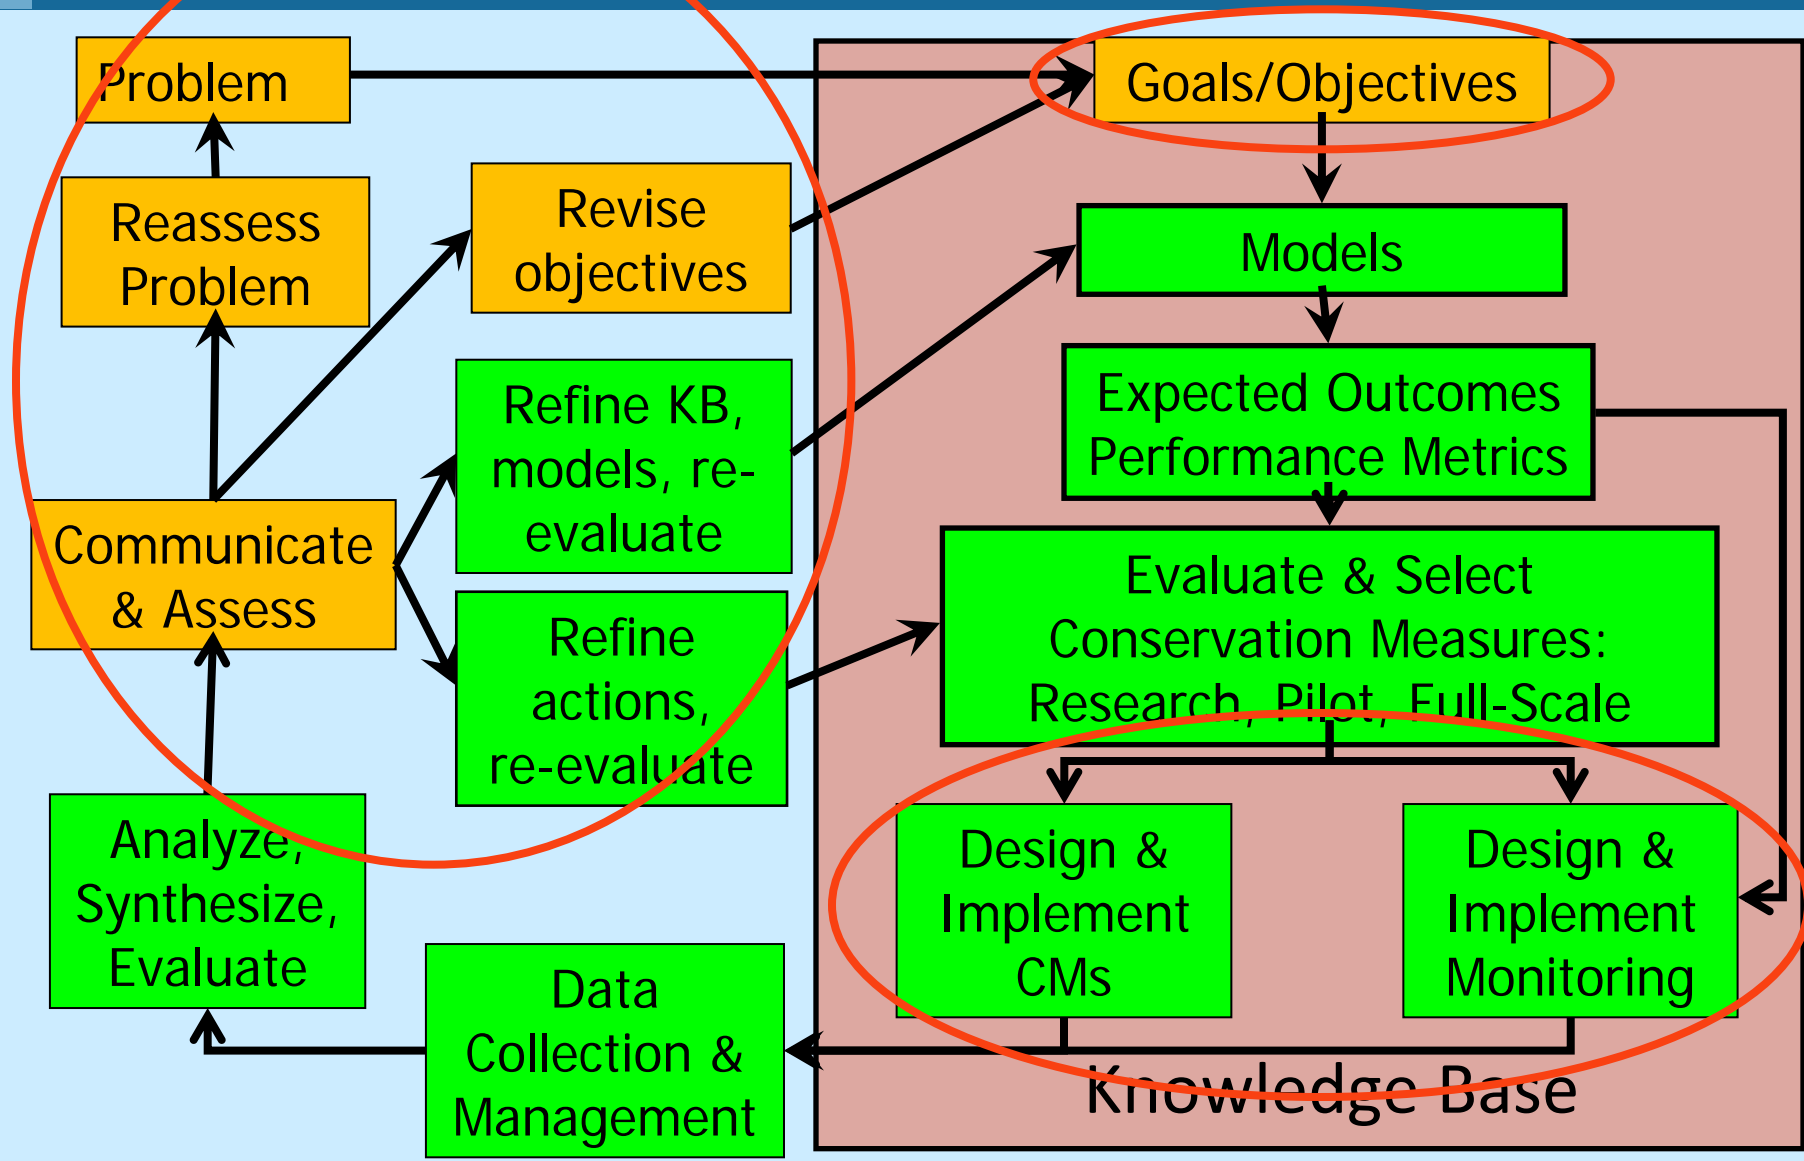 Problem
Goals/Objectives
Reassess
Problem
Revise
objectives
Models
Refine KB,
models, re-
evaluate
Expected Outcomes
Performance Metrics
Communicate
& Assess
Refine
actions,
re-evaluate
Evaluate & Select
Conservation Measures:
Research, Pilot, Full-Scale
Analyze,
Synthesize,
Evaluate
Data
Collection &
Management
Design &
Implement
CMs
Design &
Implement
Monitoring
Knowledge Base